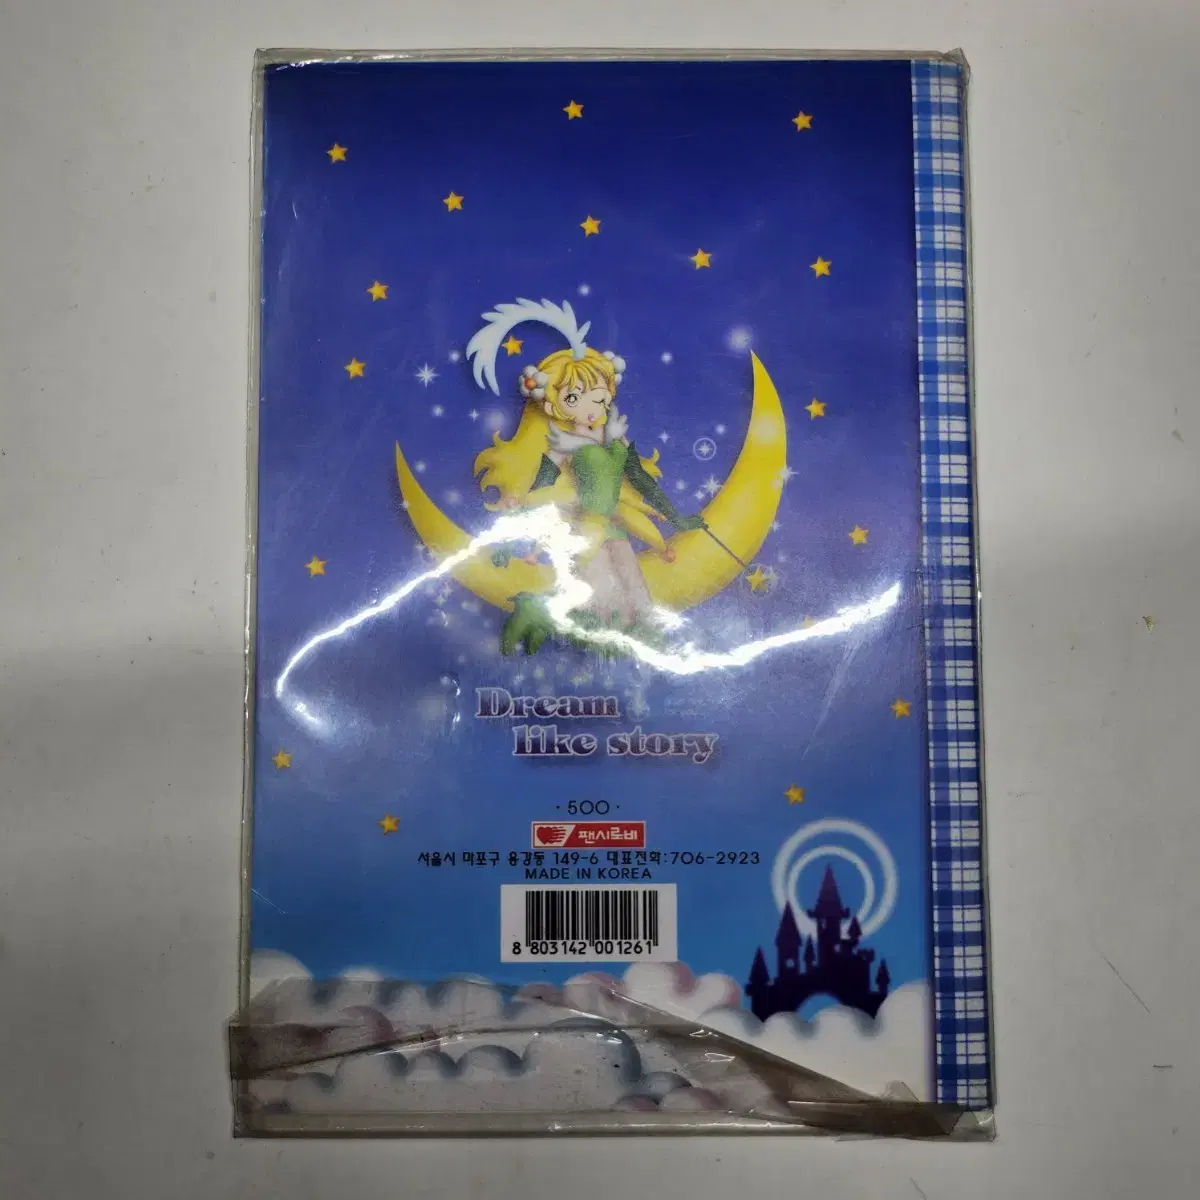 Dream
like story
· 500 ·
팬시로비
서울시 마포구 용강동 149-6 대표전화:706-2923
MADE IN KOREA
8 803142 001261